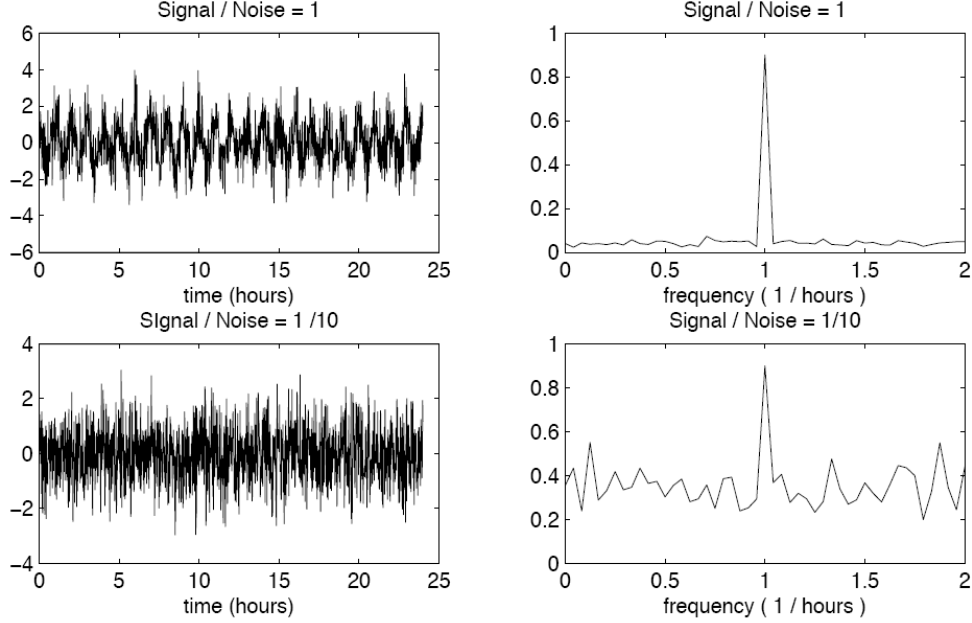 Signal / Noise = 1
6
4
2
0
−2
−4
−6
0 5 10 15 20 25
time (hours)
Signal / Noise = 1
1
0.8
0.6
0.4
0.2
0
0 0.5 1 1.5 2
frequency ( 1 / hours )
SIgnal / Noise = 1 /10
4
2
0
−2
−4
0 5 10 15 20 25
time (hours)
Signal / Noise = 1/10
1
0.8
0.6
0.4
0.2
0
0 0.5 1 1.5 2
frequency ( 1 / hours )